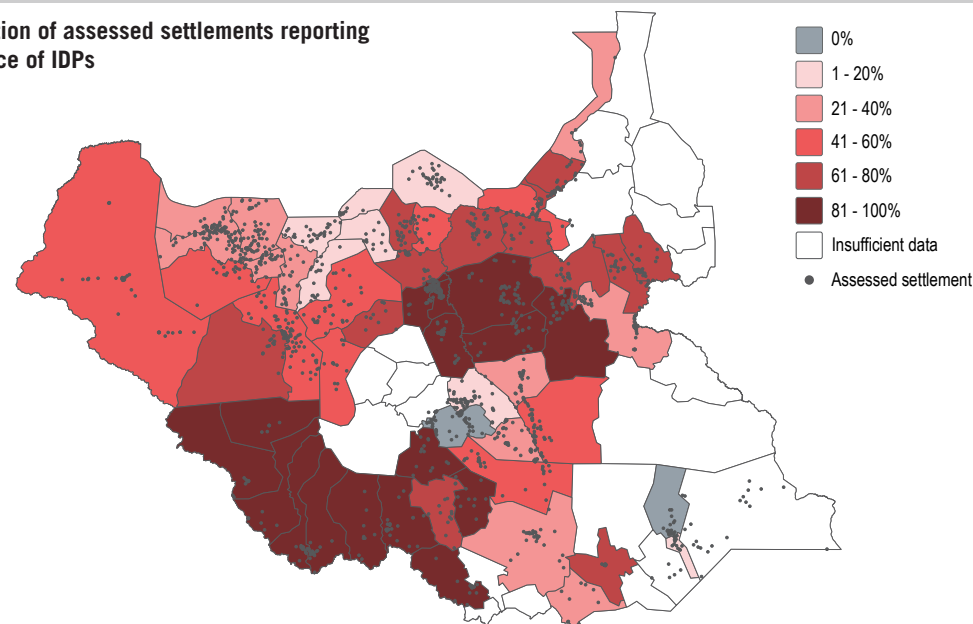 tion of assessed settlements reporting
ce of IDPs
0%
1 - 20%
21 - 40%
41 - 60%
61 - 80%
81 - 100%
Insufficient data
Assessed settlement